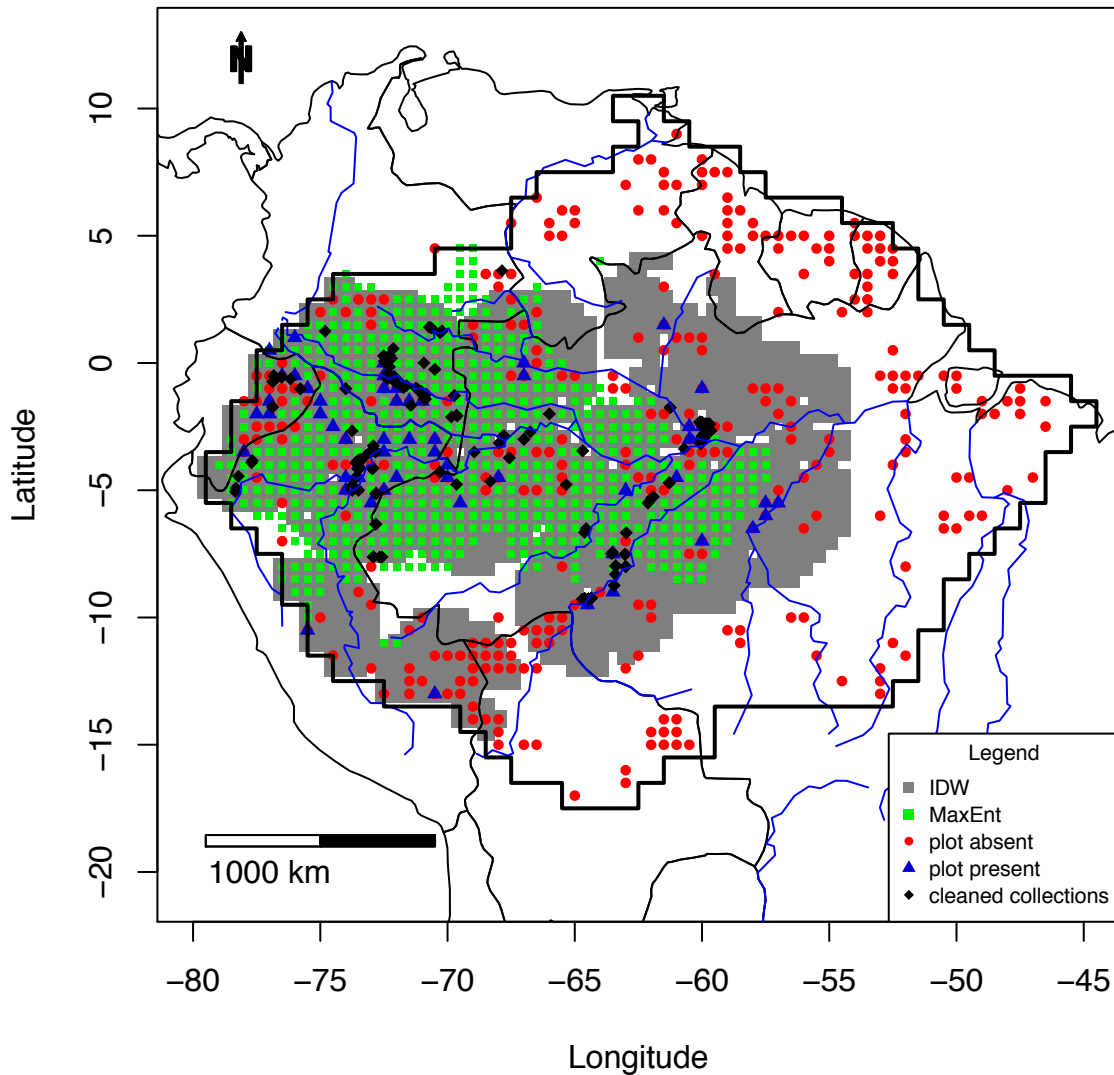 N
10
5
0
−5
−10
−15
−20
Latitude
1000 km
Legend
IDW
MaxEnt
plot absent
plot present
cleaned collections
−80
−75
−70
−65
−60
−55
−50
−45
Longitude